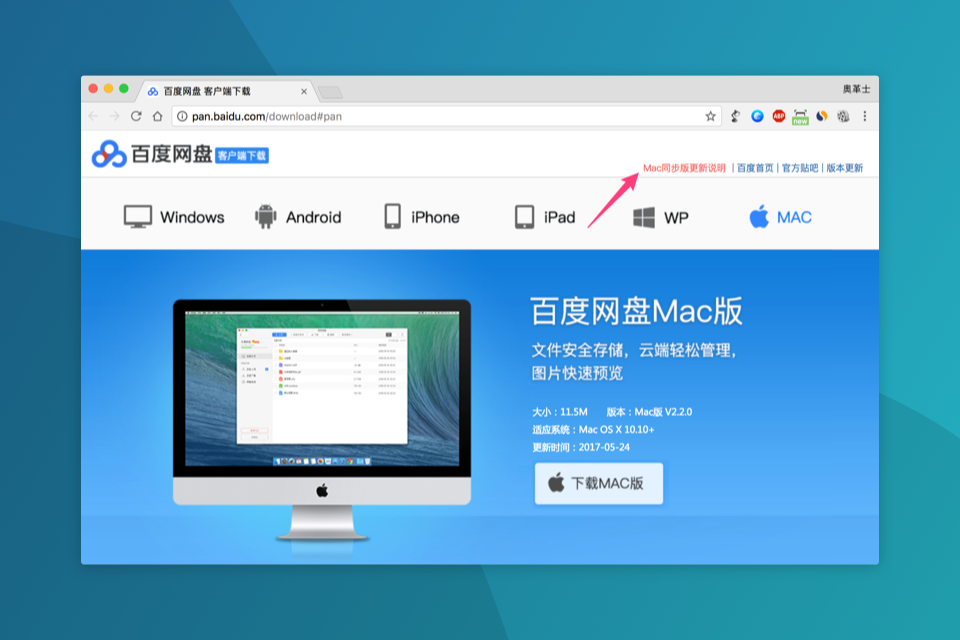 百度网盘 客户端下载
奥革士
pan.baidu.com/download#pan
ABP
new
百度网盘 客户端下载
Mac同步版更新说明 | 百度首页 | 官方贴吧 | 版本更新
Windows Android iPhone iPad WP MAC
百度网盘Mac版
文件安全存储，云端轻松管理，
图片快速预览
大小：11.5M 版本：Mac版 V2.2.0
适应系统：Mac OS X 10.10+
更新时间：2017-05-24
下载MAC版